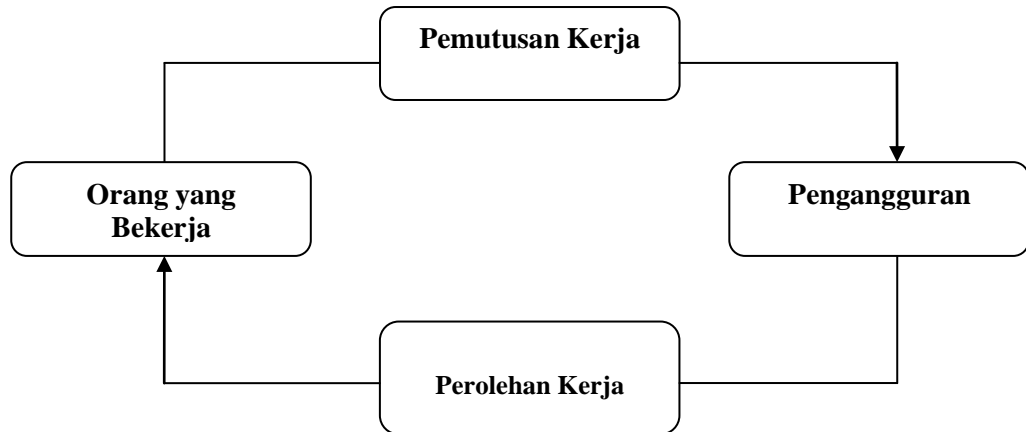 Pemutusan Kerja
Orang yang
Bekerja
Pengangguran
Perolehan Kerja